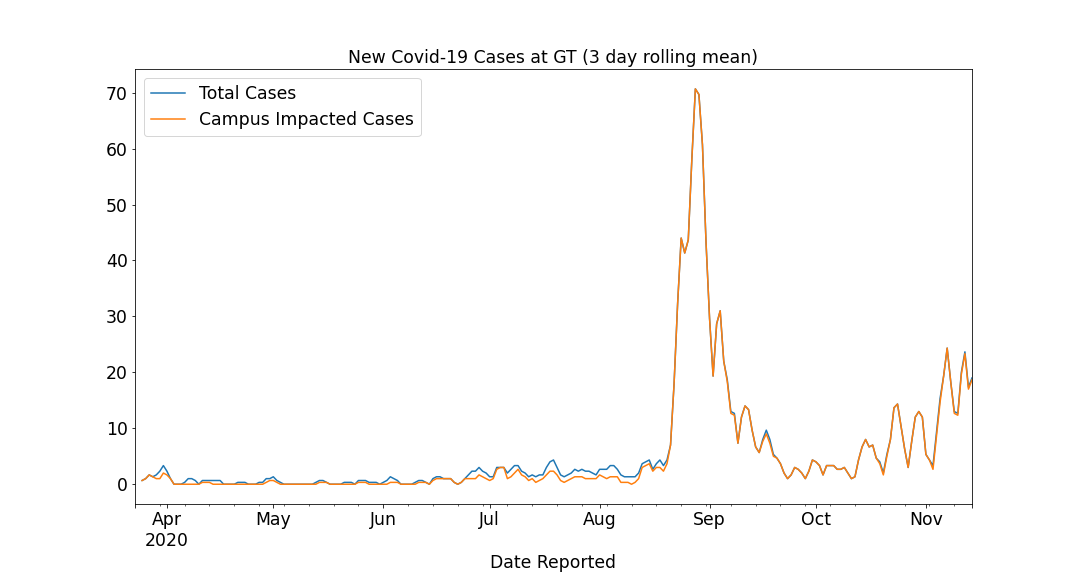 New Covid-19 Cases at GT (3 day rolling mean)
Total Cases
Campus Impacted Cases
70
60
50
40
30
20
10
0
Apr May Jun Jul Aug Sep Oct Nov
2020
Date Reported